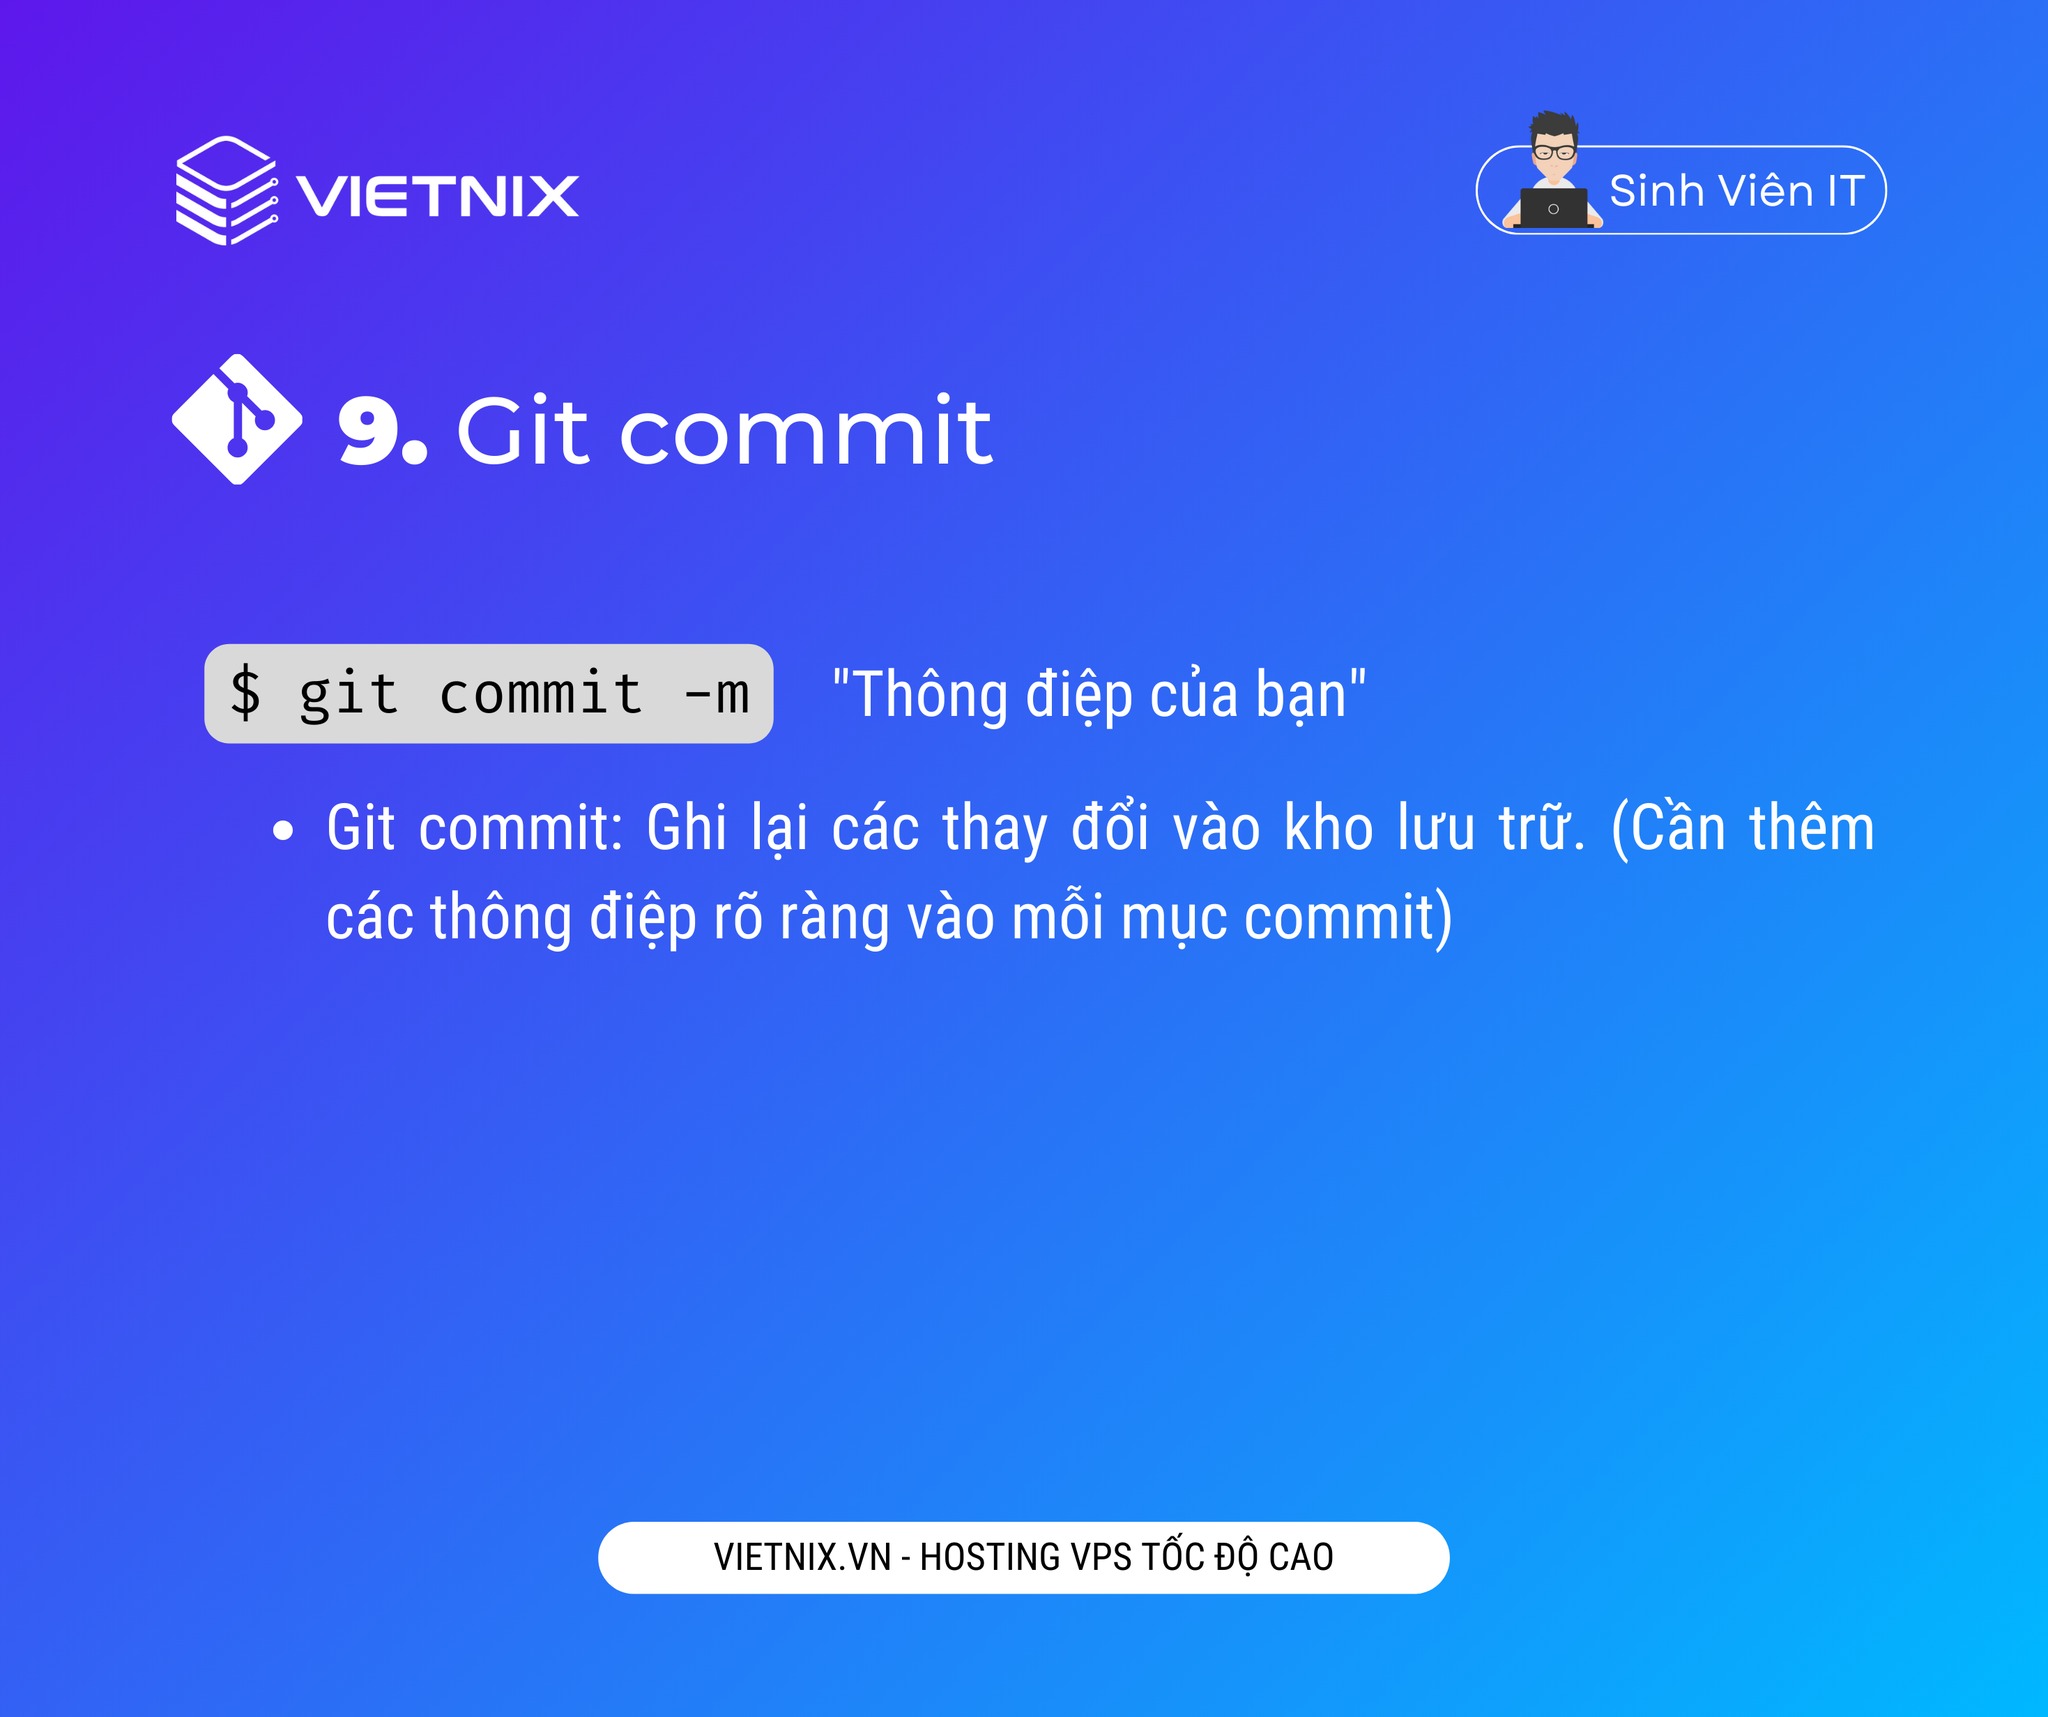 VIETNIX
Sinh Viên IT
9. Git commit
$ git commit -m "Thông điệp của bạn"
• Git commit: Ghi lại các thay đổi vào kho lưu trữ. (Cần thêm
các thông điệp rõ ràng vào mỗi mục commit)
VIETNIX.VN - HOSTING VPS TỐC ĐỘ CAO